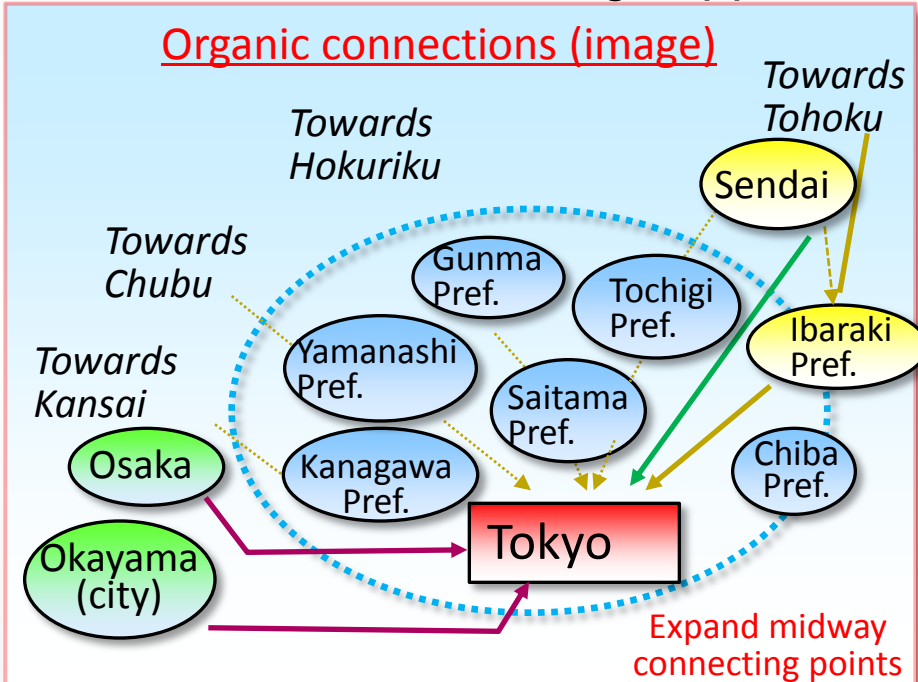 Organic connections (image)
Towards
Tohoku
Towards
Hokuriku
Sendai
Towards
Chubu
Gunma
Pref.
Tochigi
Pref.
Ibaraki
Pref.
Yamanashi
Pref.
Towards
Kansai
Saitama
Pref.
Osaka
Kanagawa
Pref.
Chiba
Pref.
Tokyo
Okayama
(city)
Expand midway
connecting points